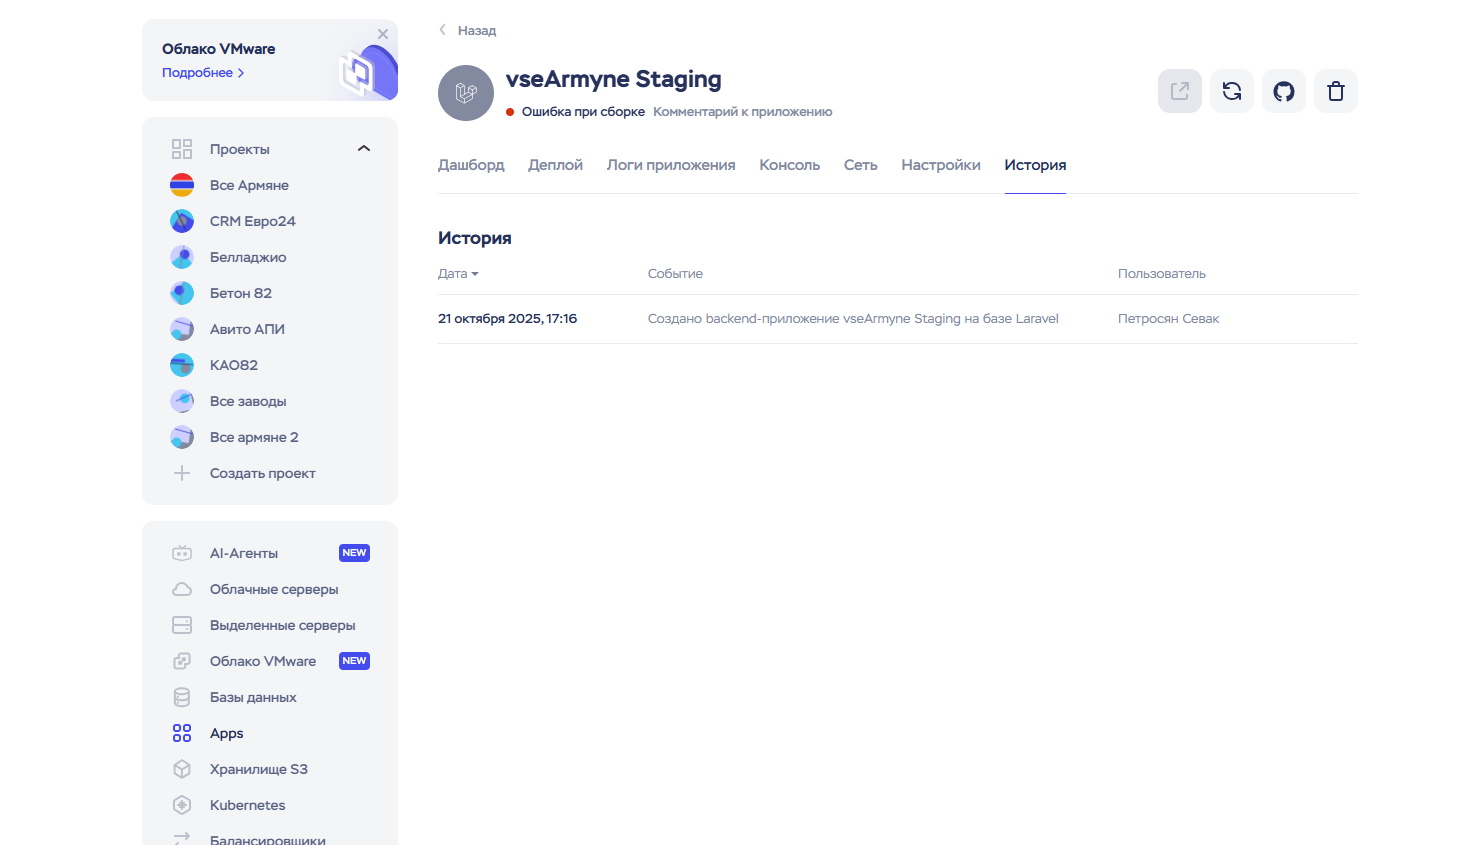 Облако VMware
Подробнее
Проекты
Все Армяне
CRM Евро24
Белладжио
Бетон 82
Авито АПИ
КАО82
Все заводы
Все армяне 2
Создать проект
AI-Агенты NEW
Облачные серверы
Выделенные серверы
Облако VMware NEW
Базы данных
Apps
Хранилище S3
Kubernetes
Балансировщики
Назад
vseArmyne Staging
Ошибка при сборке Комментарий к приложению
Дашборд Деплой Логи приложения Консоль Сеть Настройки История
История
Дата Событие Пользователь
21 октября 2025, 17:16 Создано backend-приложение vseArmyne Staging на базе Laravel Петросян Севак